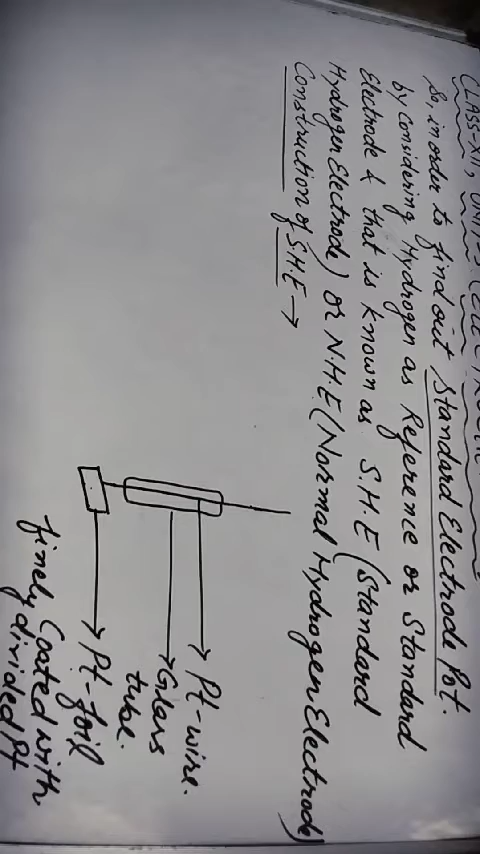 CLASS-XII, UNIT-3 (ELECTROCHE
So, in order to find out Standard Electrode Pot.
by considering Hydrogen as Reference or Standard
Electrode & that is known as S.H.E (Standard
Hydrogen Electrode) or N.H.E (Normal Hydrogen Electrode)
Construction of S.H.E →
Pt-wire.
Glass
tube.
Pt-foil
finely Coated with
divided Pt